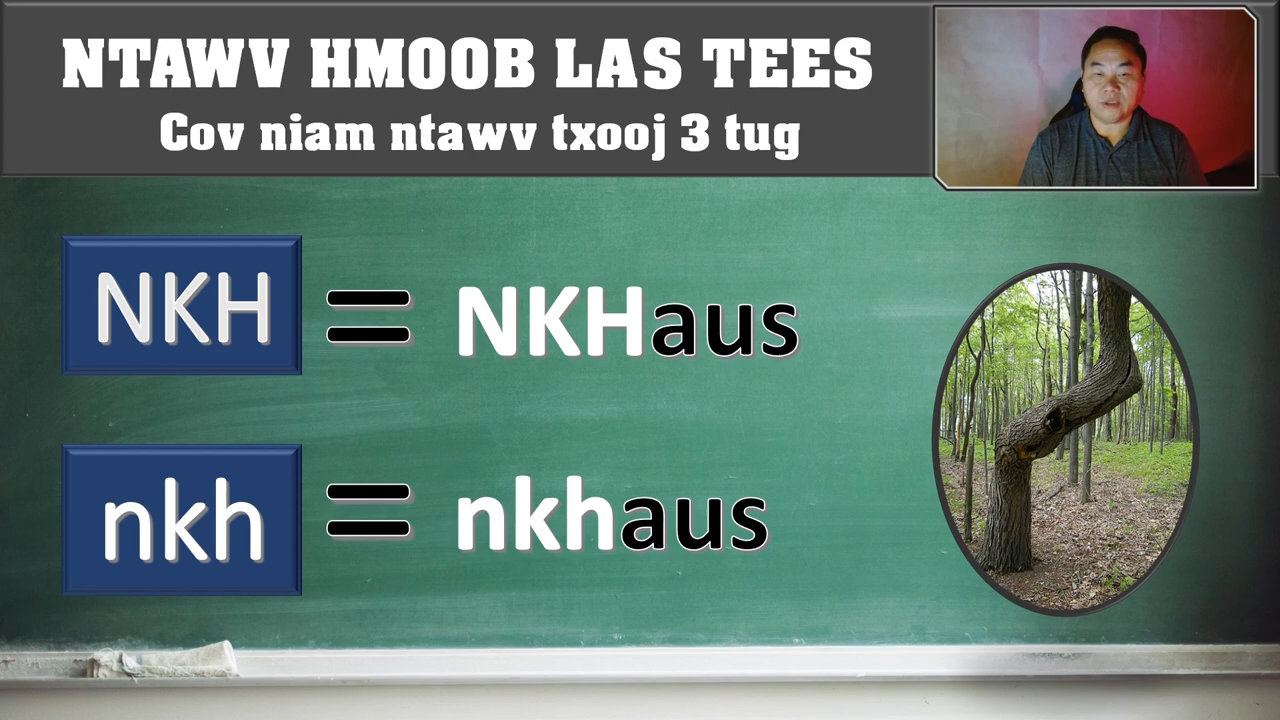 NTAWV HMOOB LAS TEES
Cov niam ntawv txooj 3 tug
NKH = NKHaus
nkh = nkhaus